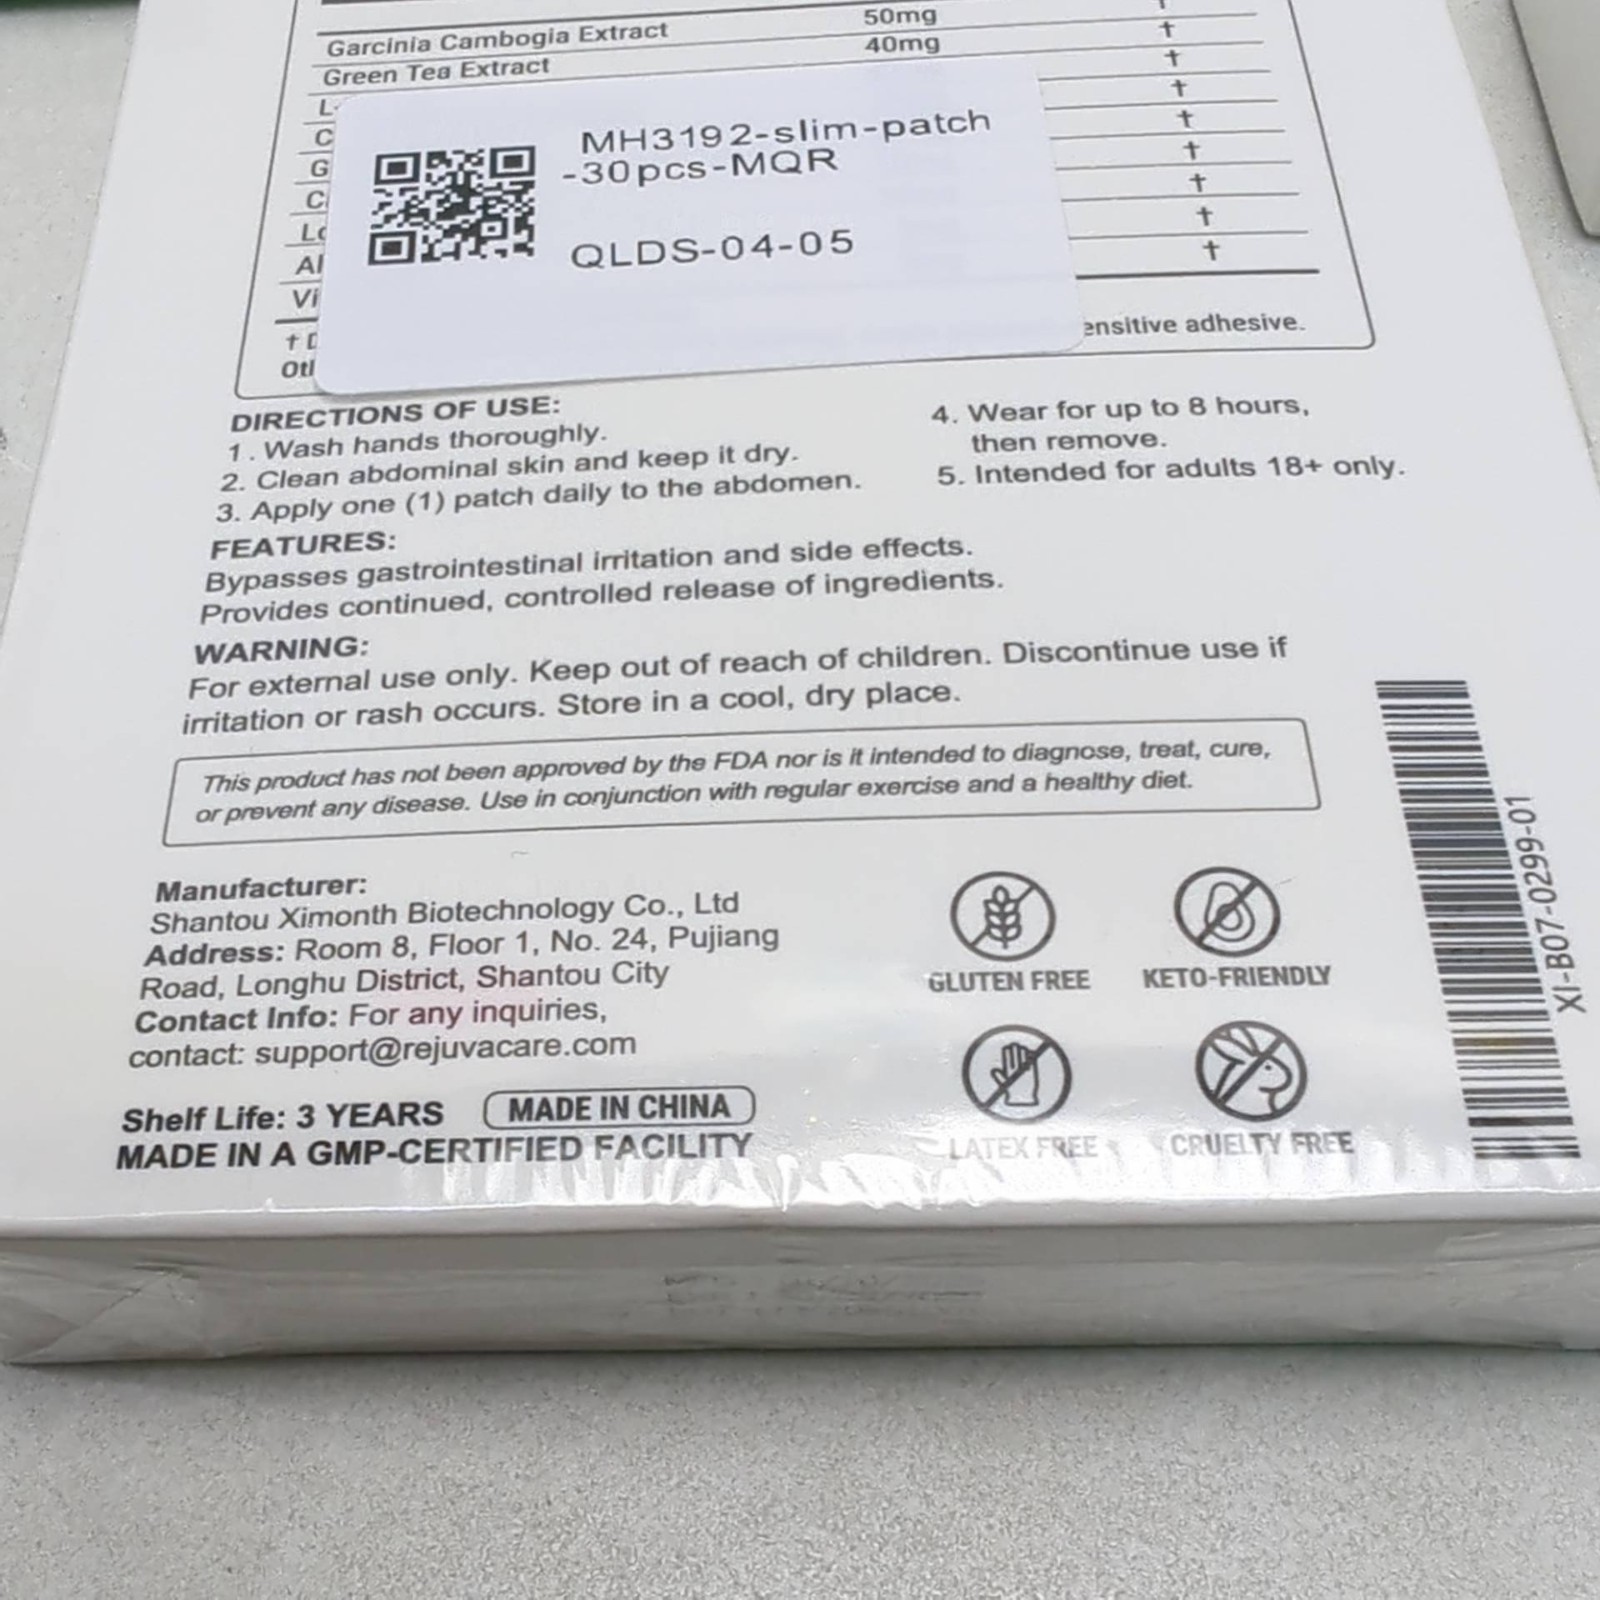 Garcinia Cambogia Extract 50mg †
Green Tea Extract 40mg †
L- †
C †
G †
C †
Lo †
Al †
Vi †
†
Otl ensitive adhesive.
MH3192-slim-patch
-30pcs-MQR
QLDS-04-05
DIRECTIONS OF USE:
1. Wash hands thoroughly.
2. Clean abdominal skin and keep it dry.
3. Apply one (1) patch daily to the abdomen.
4. Wear for up to 8 hours,
then remove.
5. Intended for adults 18+ only.
FEATURES:
Bypasses gastrointestinal irritation and side effects.
Provides continued, controlled release of ingredients.
WARNING:
For external use only. Keep out of reach of children. Discontinue use if
irritation or rash occurs. Store in a cool, dry place.
This product has not been approved by the FDA nor is it intended to diagnose, treat, cure,
or prevent any disease. Use in conjunction with regular exercise and a healthy diet.
Manufacturer:
Shantou Ximonth Biotechnology Co., Ltd
Address: Room 8, Floor 1, No. 24, Pujiang
Road, Longhu District, Shantou City
Contact Info: For any inquiries,
contact: support@rejuvacare.com
Shelf Life: 3 YEARS MADE IN CHINA
MADE IN A GMP-CERTIFIED FACILITY
GLUTEN FREE KETO-FRIENDLY
LATEX FREE CRUELTY FREE
XI-B07-0299-01